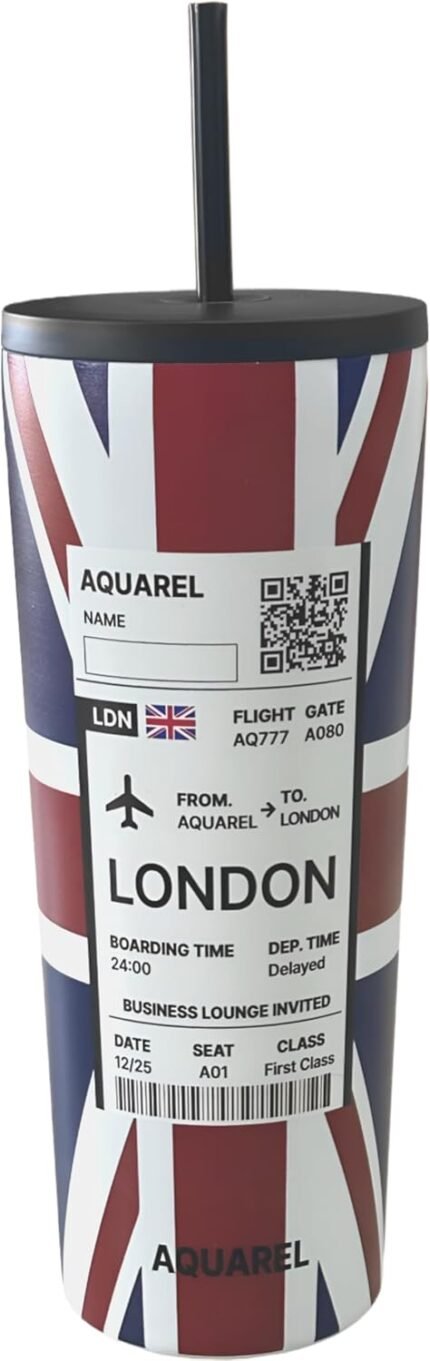 AQUAREL
NAME
LDN
FLIGHT GATE
AQ777 A080
FROM. → TO.
AQUAREL LONDON
LONDON
BOARDING TIME DEP. TIME
24:00 Delayed
BUSINESS LOUNGE INVITED
DATE SEAT CLASS
12/25 A01 First Class
AQUAREL